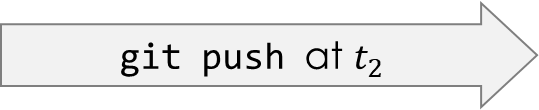 git push at t₂